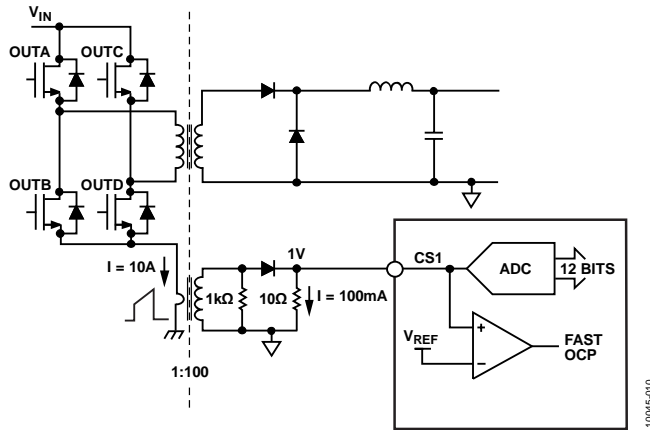 VIN
OUTA
OUTC
OUTB
OUTD
I = 10A
1V
CS1
ADC
12 BITS
1kΩ
10Ω
I = 100mA
VREF
+
−
FAST
OCP
1:100
10045-010